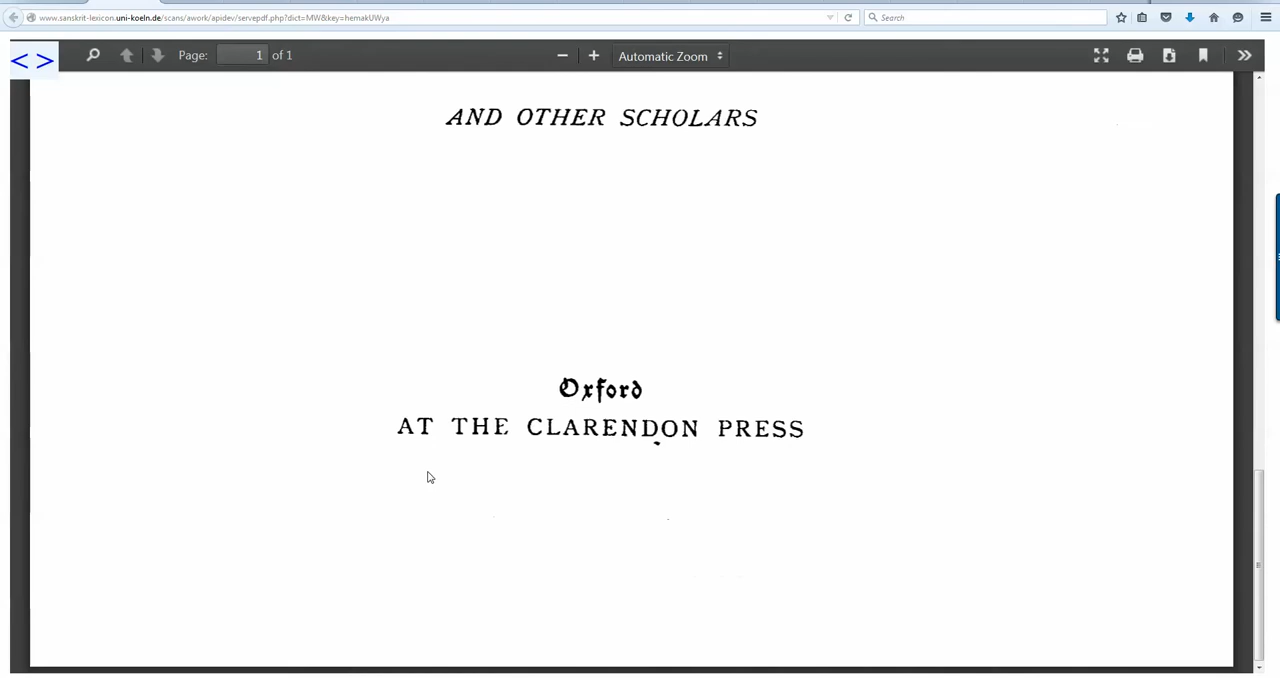 www.sanskrit-lexicon.uni-koeln.de/scans/awork/apidev/servepdf.php?dict=MW&key=hemakUWya
Search
< >
Page: 1 of 1
Automatic Zoom
AND OTHER SCHOLARS
Oxford
AT THE CLARENDON PRESS